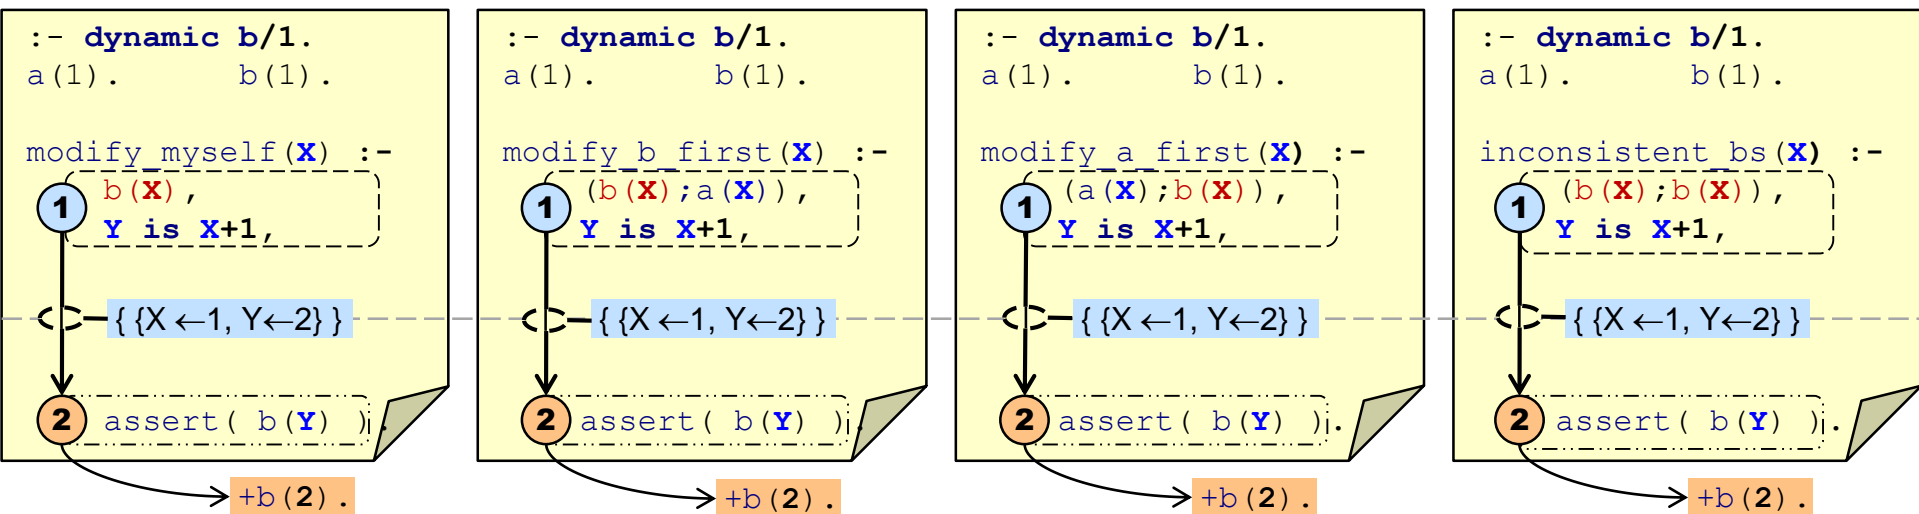 :- dynamic b/1.
a(1).      b(1).
modify_myself(X) :-
1
b(X),
Y is X+1,
{ {X ←1, Y←2} }
2
assert( b(Y) ).
+b(2).
:- dynamic b/1.
a(1).      b(1).
modify_b_first(X) :-
1
(b(X);a(X)),
Y is X+1,
{ {X ←1, Y←2} }
2
assert( b(Y) ).
+b(2).
:- dynamic b/1.
a(1).      b(1).
modify_a_first(X) :-
1
(a(X);b(X)),
Y is X+1,
{ {X ←1, Y←2} }
2
assert( b(Y) ).
+b(2).
:- dynamic b/1.
a(1).      b(1).
inconsistent_bs(X) :-
1
(b(X);b(X)),
Y is X+1,
{ {X ←1, Y←2} }
2
assert( b(Y) ).
+b(2).